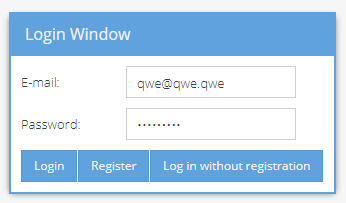 Login Window
E-mail: qwe@qwe.qwe
Password: •••••••••
Login Register Log in without registration